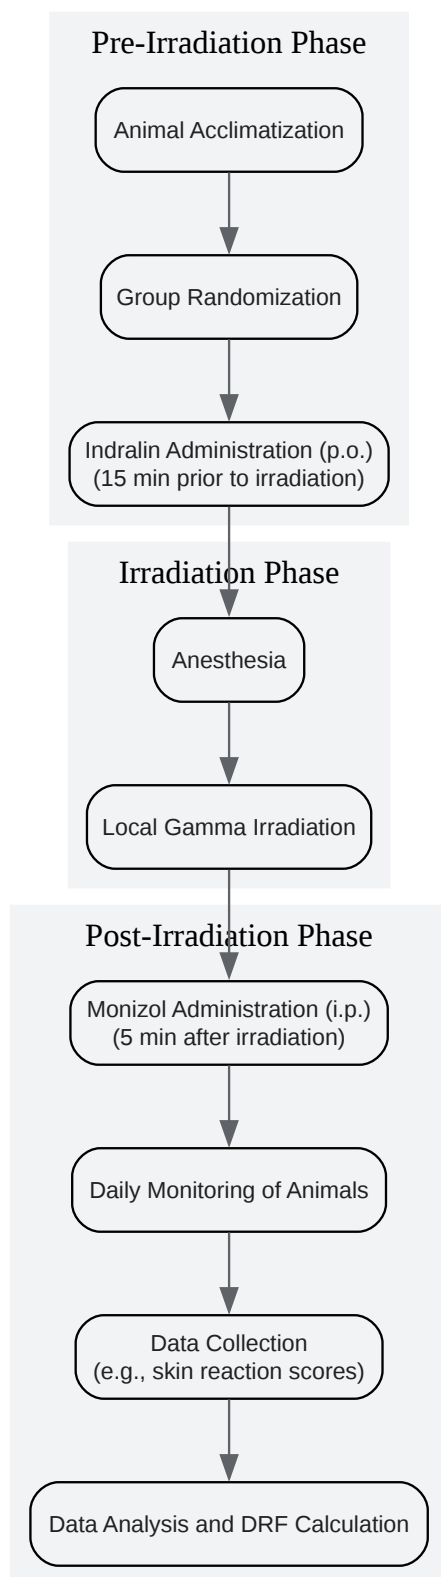 Pre-Irradiation Phase
Animal Acclimatization
Group Randomization
Indralin Administration (p.o.)
(15 min prior to irradiation)
Irradiation Phase
Anesthesia
Local Gamma Irradiation
Post-Irradiation Phase
Monizol Administration (i.p.)
(5 min after irradiation)
Daily Monitoring of Animals
Data Collection
(e.g., skin reaction scores)
Data Analysis and DRF Calculation